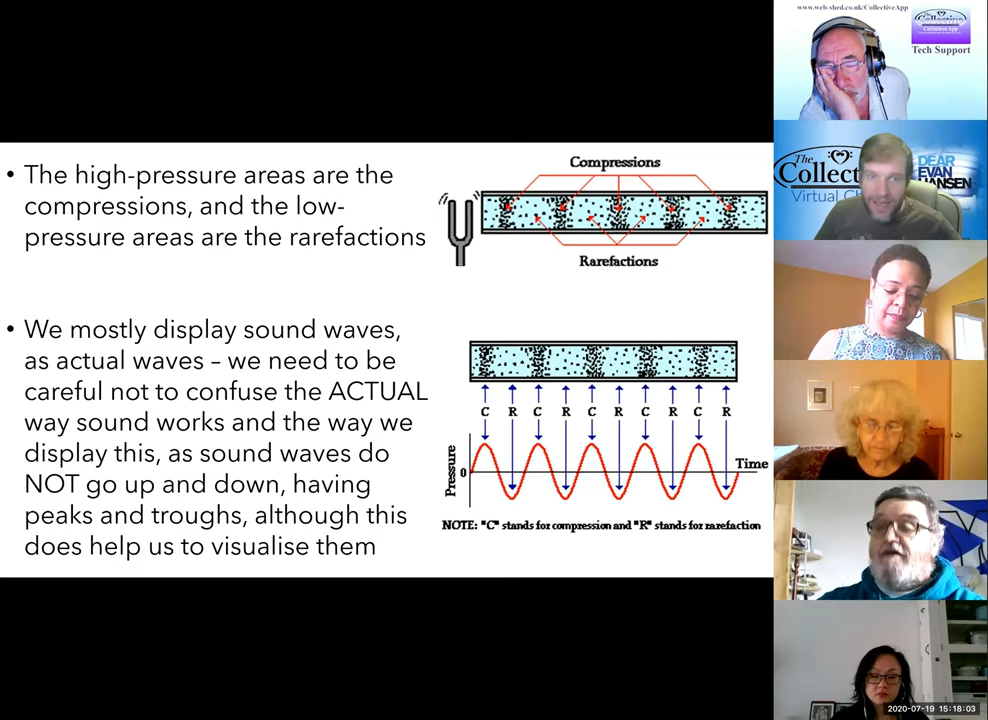 • The high-pressure areas are the
compressions, and the low-
pressure areas are the rarefactions
• We mostly display sound waves,
as actual waves – we need to be
careful not to confuse the ACTUAL
way sound works and the way we
display this, as sound waves do
NOT go up and down, having
peaks and troughs, although this
does help us to visualise them
Compressions
Rarefactions
C R C R C R C R C R
Pressure
0
Time
NOTE: "C" stands for compression and "R" stands for rarefaction
www.web-shed.co.uk/CollectiveApp
The
Collective
Collective App
Tech Support
The
Collect
Virtual Ch
DEAR
EVAN
HANSEN
2020-07-19 15:18:03